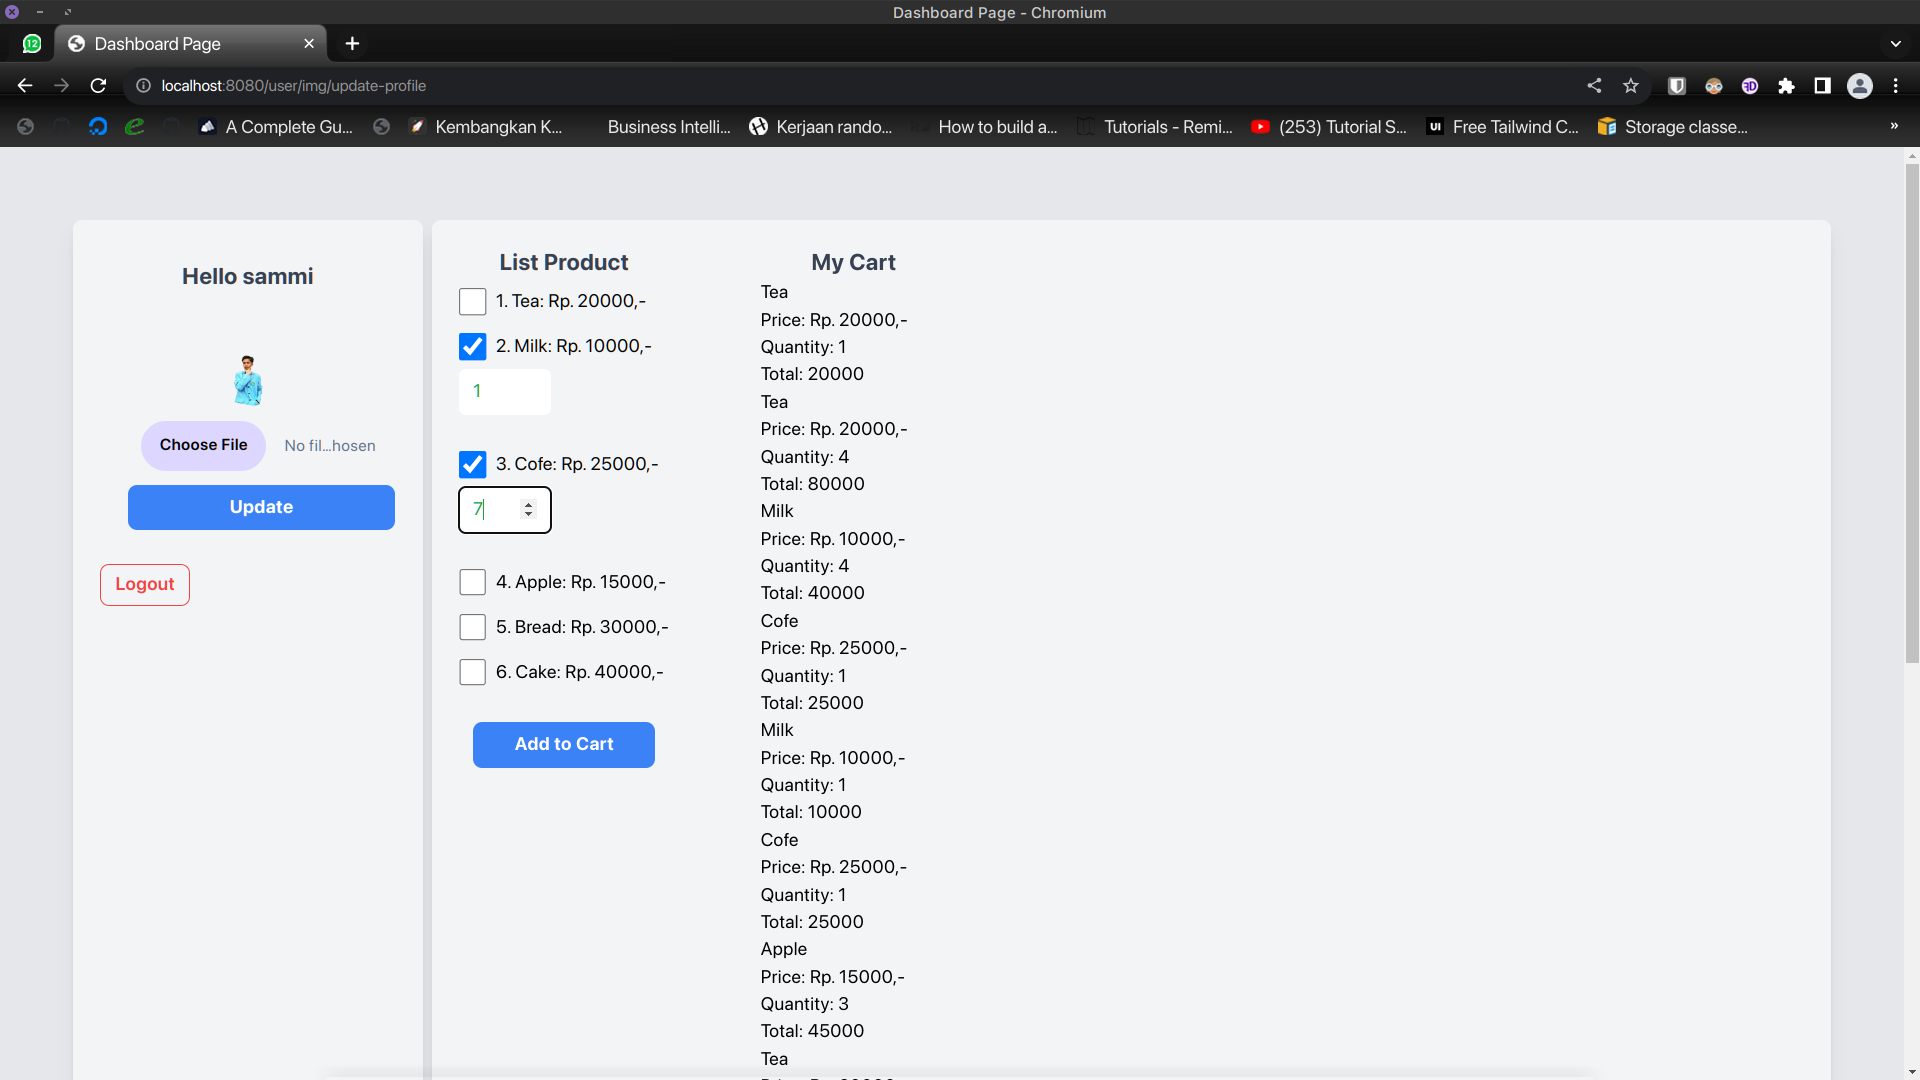 Dashboard Page - Chromium
12
Dashboard Page
localhost:8080/user/img/update-profile
A Complete Gu...
Kembangkan K...
Business Intelli...
Kerjaan rando...
How to build a...
Tutorials - Remi...
(253) Tutorial S...
UI
Free Tailwind C...
Storage classe...
»
Hello sammi
Choose File
No fil...hosen
Update
Logout
List Product
1. Tea: Rp. 20000,-
2. Milk: Rp. 10000,-
1
3. Cofe: Rp. 25000,-
7
4. Apple: Rp. 15000,-
5. Bread: Rp. 30000,-
6. Cake: Rp. 40000,-
Add to Cart
My Cart
Tea
Price: Rp. 20000,-
Quantity: 1
Total: 20000
Tea
Price: Rp. 20000,-
Quantity: 4
Total: 80000
Milk
Price: Rp. 10000,-
Quantity: 4
Total: 40000
Cofe
Price: Rp. 25000,-
Quantity: 1
Total: 25000
Milk
Price: Rp. 10000,-
Quantity: 1
Total: 10000
Cofe
Price: Rp. 25000,-
Quantity: 1
Total: 25000
Apple
Price: Rp. 15000,-
Quantity: 3
Total: 45000
Tea